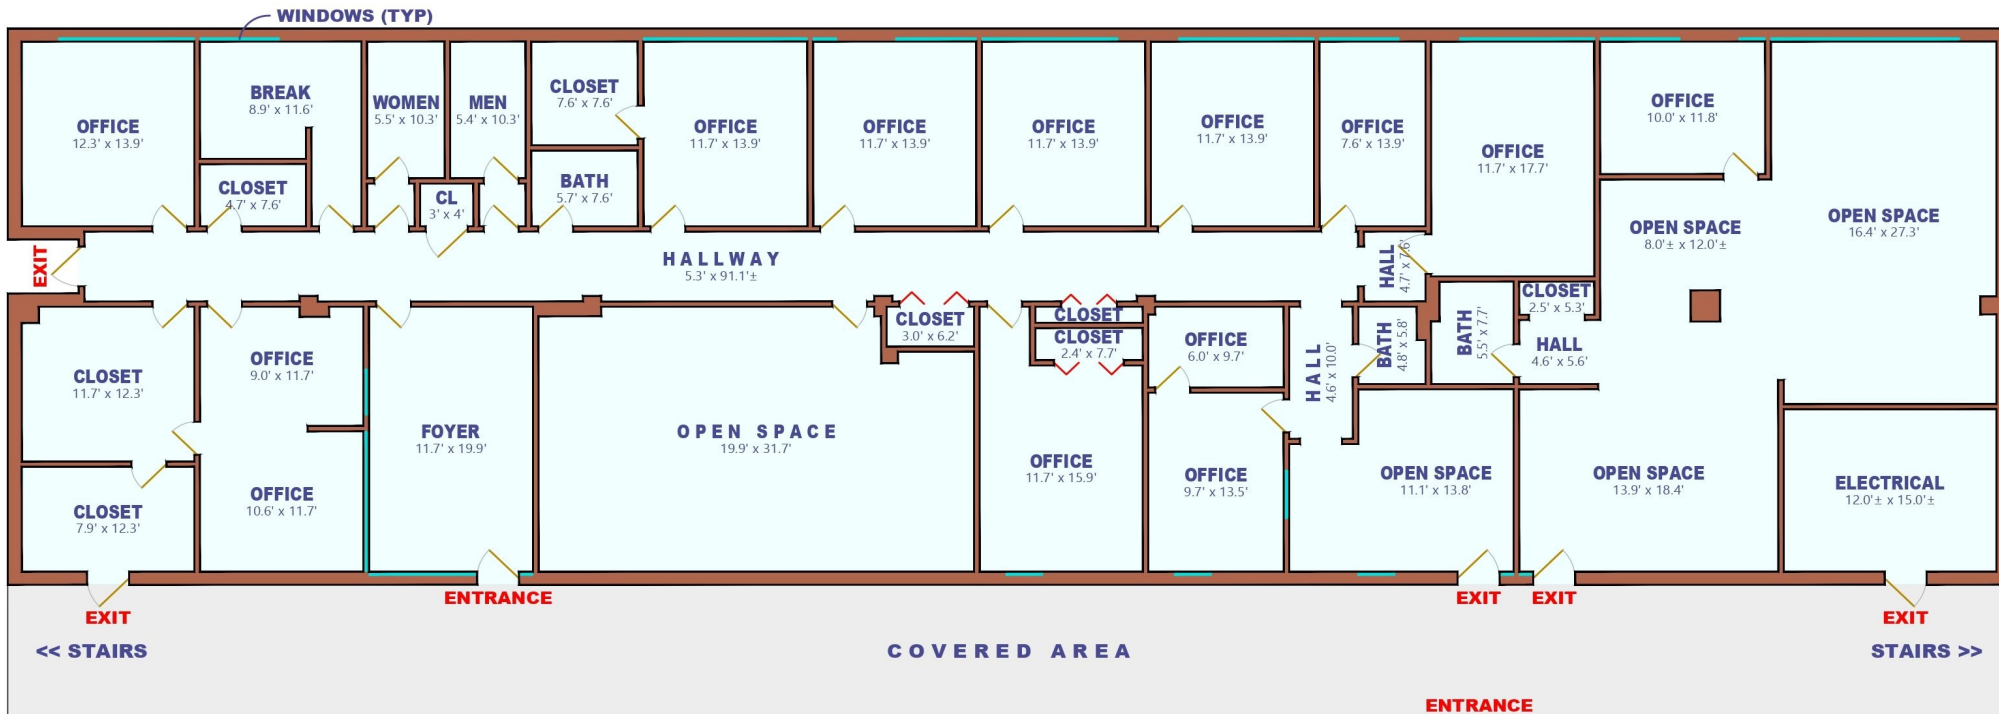 WINDOWS (TYP)
OFFICE
12.3' x 13.9'
BREAK
8.9' x 11.6'
CLOSET
4.7' x 7.6'
WOMEN
5.5' x 10.3'
MEN
5.4' x 10.3'
CL
3' x 4'
CLOSET
7.6' x 7.6'
BATH
5.7' x 7.6'
OFFICE
11.7' x 13.9'
OFFICE
11.7' x 13.9'
OFFICE
11.7' x 13.9'
OFFICE
11.7' x 13.9'
OFFICE
7.6' x 13.9'
OFFICE
11.7' x 17.7'
OFFICE
10.0' x 11.8'
OPEN SPACE
8.0'± x 12.0'±
OPEN SPACE
16.4' x 27.3'
EXIT
HALLWAY
5.3' x 91.1'±
HALL
4.7' x 7.6'
CLOSET
11.7' x 12.3'
OFFICE
9.0' x 11.7'
FOYER
11.7' x 19.9'
OPEN SPACE
19.9' x 31.7'
CLOSET
3.0' x 6.2'
CLOSET
CLOSET
2.4' x 7.7'
OFFICE
6.0' x 9.7'
HALL
4.6' x 10.0'
BATH
4.8' x 5.8'
BATH
5.5' x 7.7'
CLOSET
2.5' x 5.3'
HALL
4.6' x 5.6'
CLOSET
7.9' x 12.3'
OFFICE
10.6' x 11.7'
OFFICE
11.7' x 15.9'
OFFICE
9.7' x 13.5'
OPEN SPACE
11.1' x 13.8'
OPEN SPACE
13.9' x 18.4'
ELECTRICAL
12.0'± x 15.0'±
EXIT
ENTRANCE
EXIT
EXIT
EXIT
<< STAIRS
COVERED AREA
STAIRS >>
ENTRANCE